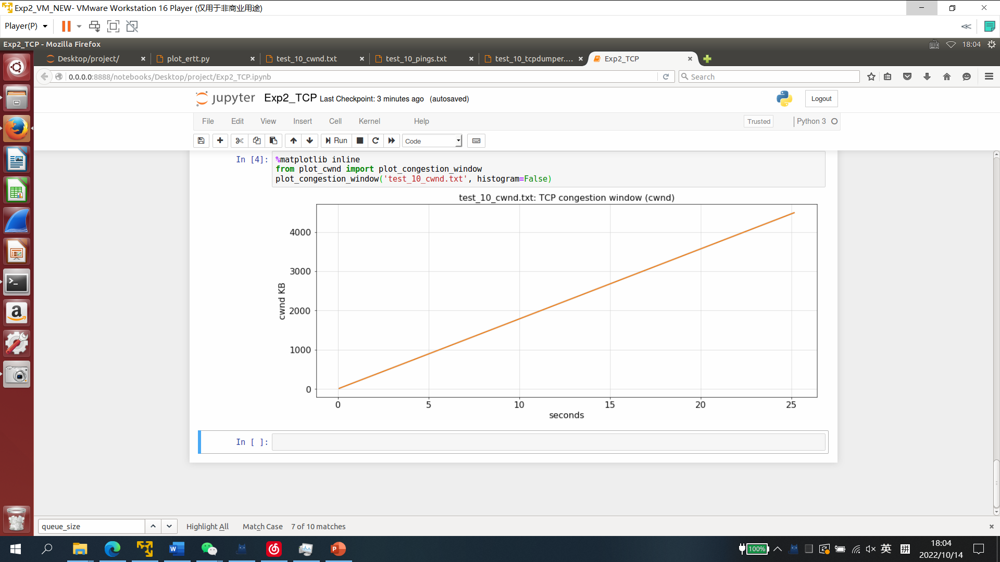 Exp2_VM_NEW- VMware Workstation 16 Player (仅用于非商业用途)
Player(P)
Exp2_TCP - Mozilla Firefox
18:04
Desktop/project/
plot_ertt.py
test_10_cwnd.txt
test_10_pings.txt
test_10_tcpdumper....
Exp2_TCP
0.0.0.0:8888/notebooks/Desktop/project/Exp2_TCP.ipynb
Search
jupyter Exp2_TCP Last Checkpoint: 3 minutes ago (autosaved)
Logout
File Edit View Insert Cell Kernel Help
Trusted
Python 3
Run
Code
In [4]:
%matplotlib inline
from plot_cwnd import plot_congestion_window
plot_congestion_window('test_10_cwnd.txt', histogram=False)
test_10_cwnd.txt: TCP congestion window (cwnd)
4000
3000
2000
1000
0
cwnd KB
0 5 10 15 20 25
seconds
In [ ]:
queue_size
Highlight All
Match Case
7 of 10 matches
100%
英
拼
18:04
2022/10/14